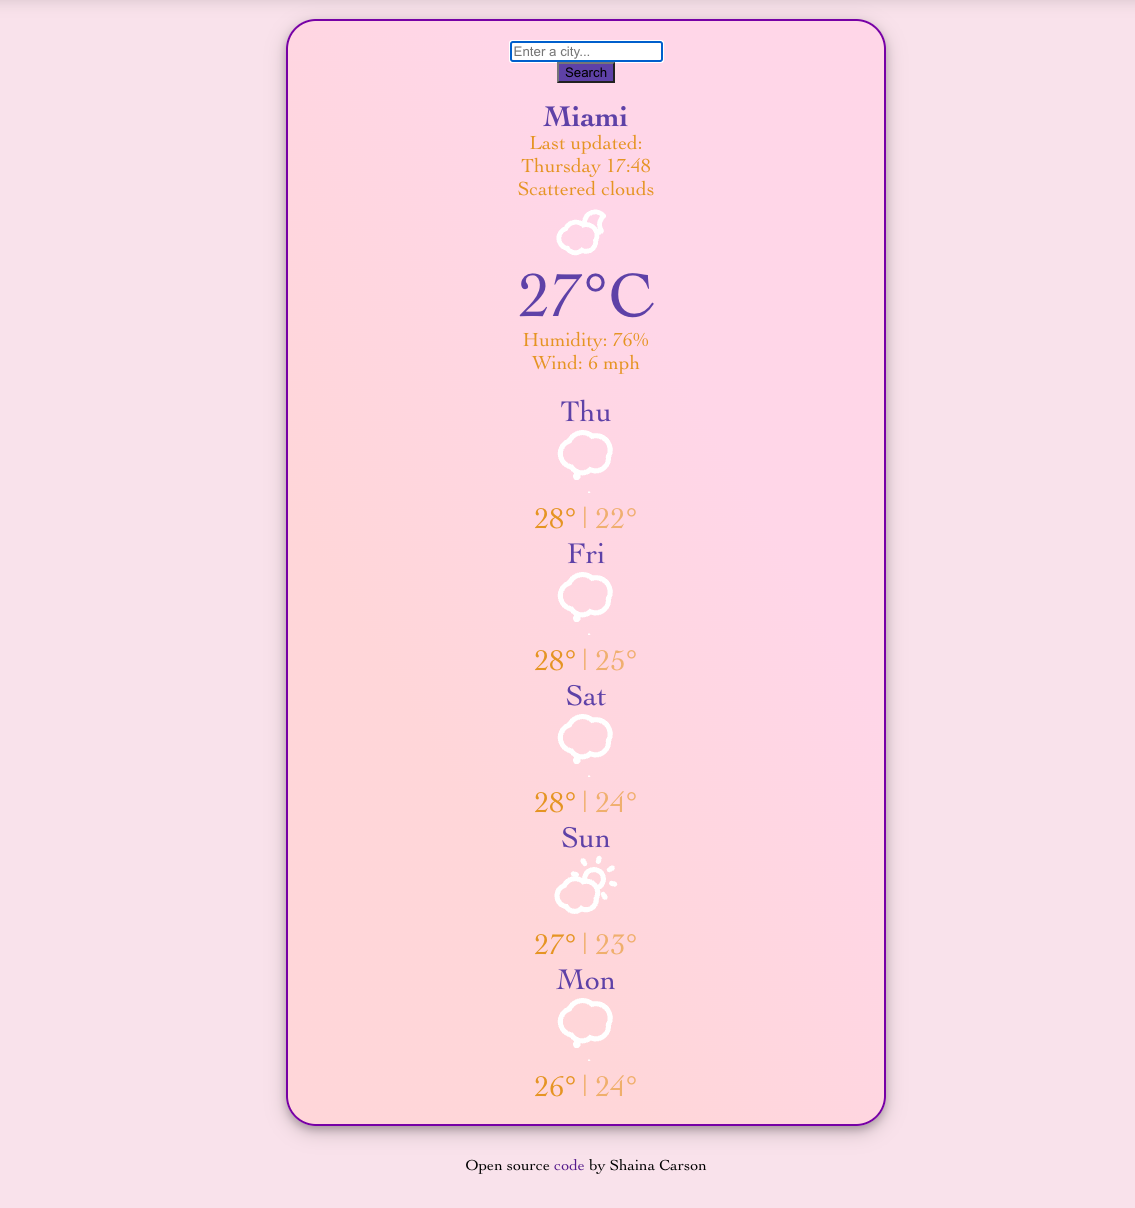 Enter a city...
Search
Miami
Last updated:
Thursday 17:48
Scattered clouds
27°C
Humidity: 76%
Wind: 6 mph
Thu
28° | 22°
Fri
28° | 25°
Sat
28° | 24°
Sun
27° | 23°
Mon
26° | 24°
Open source code by Shaina Carson